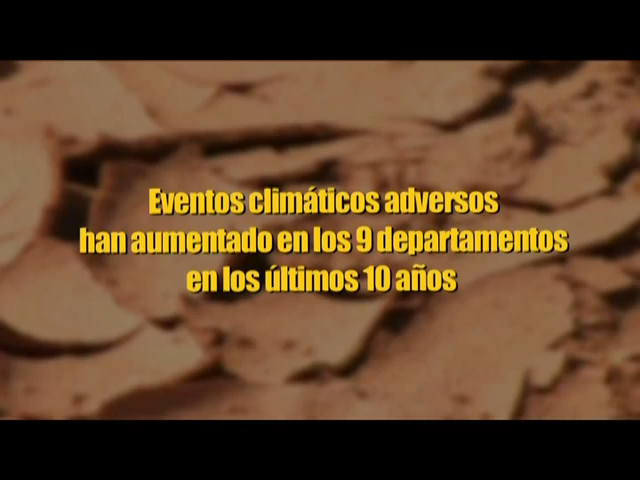 Eventos climáticos adversos
han aumentado en los 9 departamentos
en los últimos 10 años